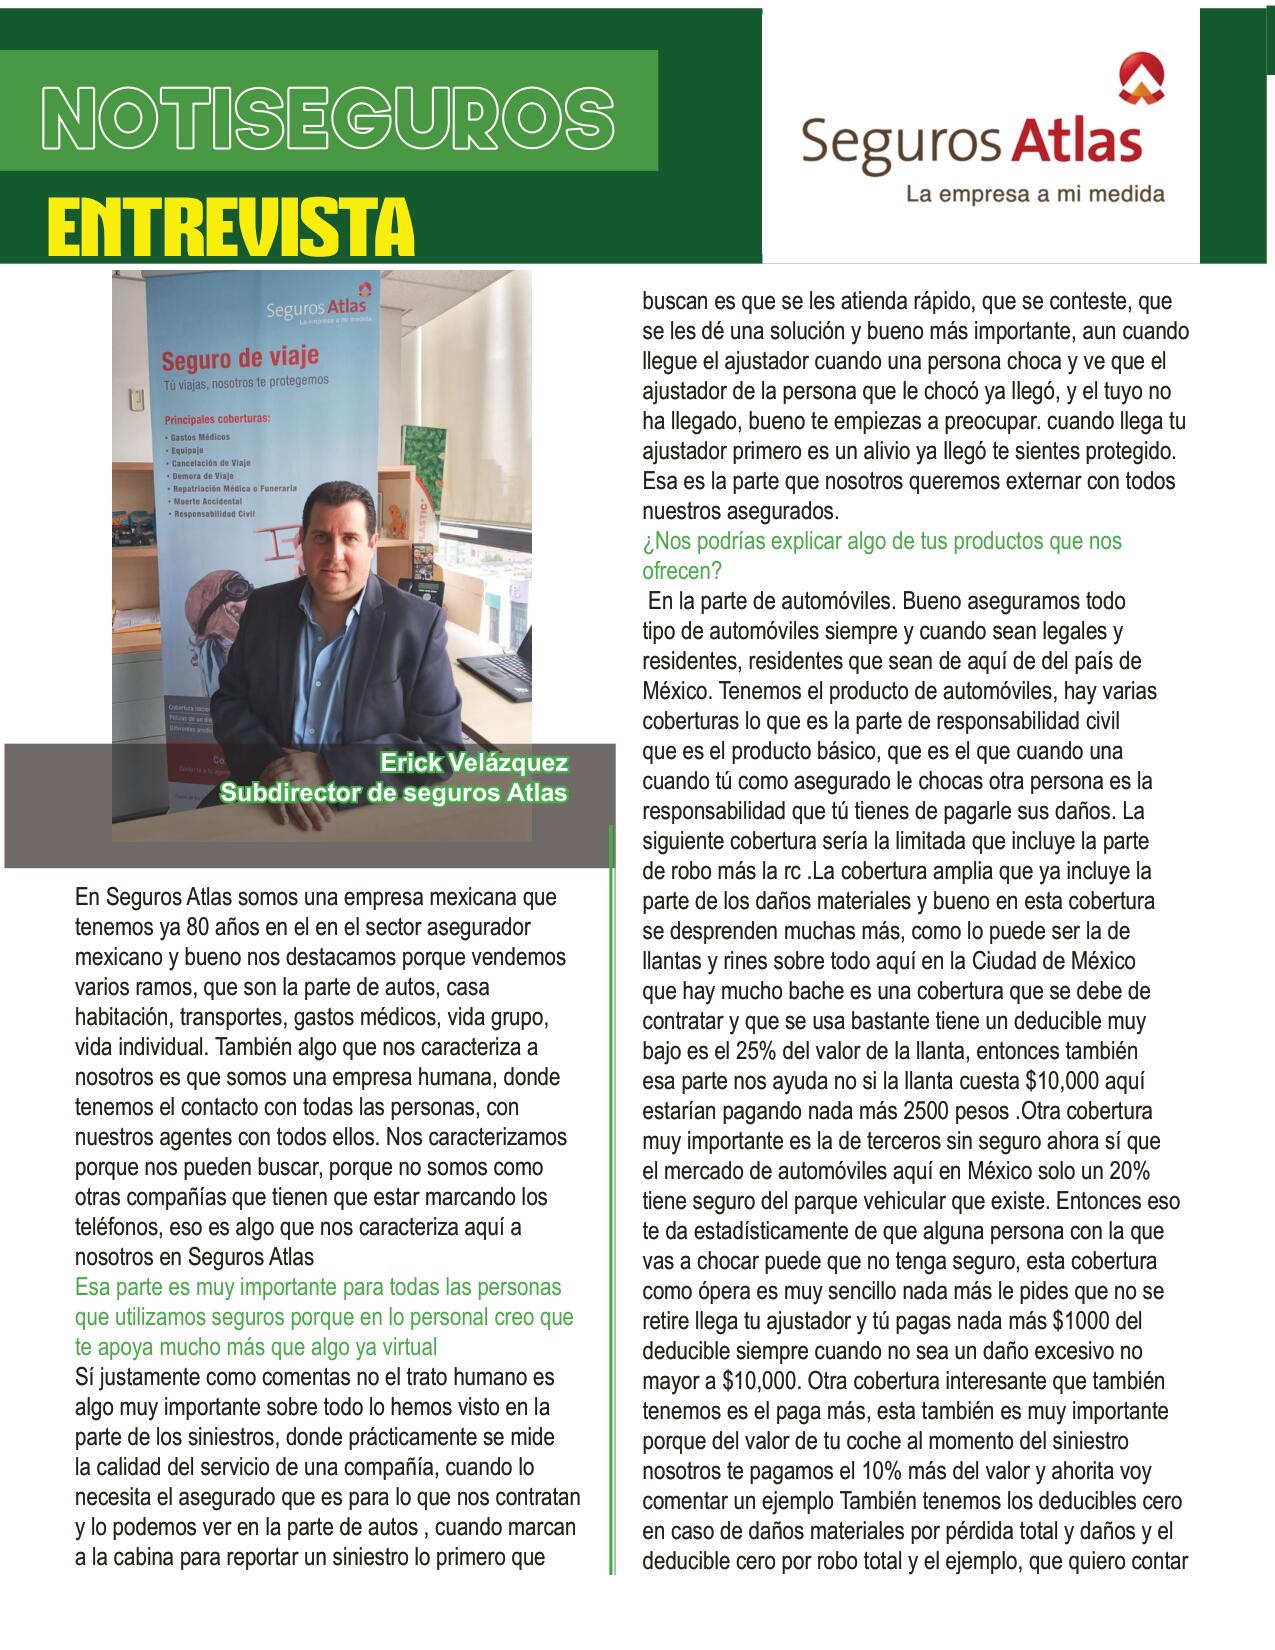 NOTISEGUROS
ENTREVISTA
Seguros Atlas
La empresa a mi medida
Seguros Atlas
La empresa a mi medida
Seguro de viaje
Tú viajas, nosotros te protegemos
Principales coberturas:
• Gastos Médicos
• Equipaje
• Cancelación de Viaje
• Demora de Viaje
• Repatriación Médica o Funeraria
• Muerte Accidental
• Responsabilidad Civil
Erick Velázquez
Subdirector de seguros Atlas
En Seguros Atlas somos una empresa mexicana que
tenemos ya 80 años en el en el sector asegurador
mexicano y bueno nos destacamos porque vendemos
varios ramos, que son la parte de autos, casa
habitación, transportes, gastos médicos, vida grupo,
vida individual. También algo que nos caracteriza a
nosotros es que somos una empresa humana, donde
tenemos el contacto con todas las personas, con
nuestros agentes con todos ellos. Nos caracterizamos
porque nos pueden buscar, porque no somos como
otras compañías que tienen que estar marcando los
teléfonos, eso es algo que nos caracteriza aquí a
nosotros en Seguros Atlas
Esa parte es muy importante para todas las personas
que utilizamos seguros porque en lo personal creo que
te apoya mucho más que algo ya virtual
Sí justamente como comentas no el trato humano es
algo muy importante sobre todo lo hemos visto en la
parte de los siniestros, donde prácticamente se mide
la calidad del servicio de una compañía, cuando lo
necesita el asegurado que es para lo que nos contratan
y lo podemos ver en la parte de autos , cuando marcan
a la cabina para reportar un siniestro lo primero que
buscan es que se les atienda rápido, que se conteste, que
se les dé una solución y bueno más importante, aun cuando
llegue el ajustador cuando una persona choca y ve que el
ajustador de la persona que le chocó ya llegó, y el tuyo no
ha llegado, bueno te empiezas a preocupar. cuando llega tu
ajustador primero es un alivio ya llegó te sientes protegido.
Esa es la parte que nosotros queremos externar con todos
nuestros asegurados.
¿Nos podrías explicar algo de tus productos que nos
ofrecen?
En la parte de automóviles. Bueno aseguramos todo
tipo de automóviles siempre y cuando sean legales y
residentes, residentes que sean de aquí de del país de
México. Tenemos el producto de automóviles, hay varias
coberturas lo que es la parte de responsabilidad civil
que es el producto básico, que es el que cuando una
cuando tú como asegurado le chocas otra persona es la
responsabilidad que tú tienes de pagarle sus daños. La
siguiente cobertura sería la limitada que incluye la parte
de robo más la rc .La cobertura amplia que ya incluye la
parte de los daños materiales y bueno en esta cobertura
se desprenden muchas más, como lo puede ser la de
llantas y rines sobre todo aquí en la Ciudad de México
que hay mucho bache es una cobertura que se debe de
contratar y que se usa bastante tiene un deducible muy
bajo es el 25% del valor de la llanta, entonces también
esa parte nos ayuda no si la llanta cuesta $10,000 aquí
estarían pagando nada más 2500 pesos .Otra cobertura
muy importante es la de terceros sin seguro ahora sí que
el mercado de automóviles aquí en México solo un 20%
tiene seguro del parque vehicular que existe. Entonces eso
te da estadísticamente de que alguna persona con la que
vas a chocar puede que no tenga seguro, esta cobertura
como ópera es muy sencillo nada más le pides que no se
retire llega tu ajustador y tú pagas nada más $1000 del
deducible siempre cuando no sea un daño excesivo no
mayor a $10,000. Otra cobertura interesante que también
tenemos es el paga más, esta también es muy importante
porque del valor de tu coche al momento del siniestro
nosotros te pagamos el 10% más del valor y ahorita voy
comentar un ejemplo También tenemos los deducibles cero
en caso de daños materiales por pérdida total y daños y el
deducible cero por robo total y el ejemplo, que quiero contar